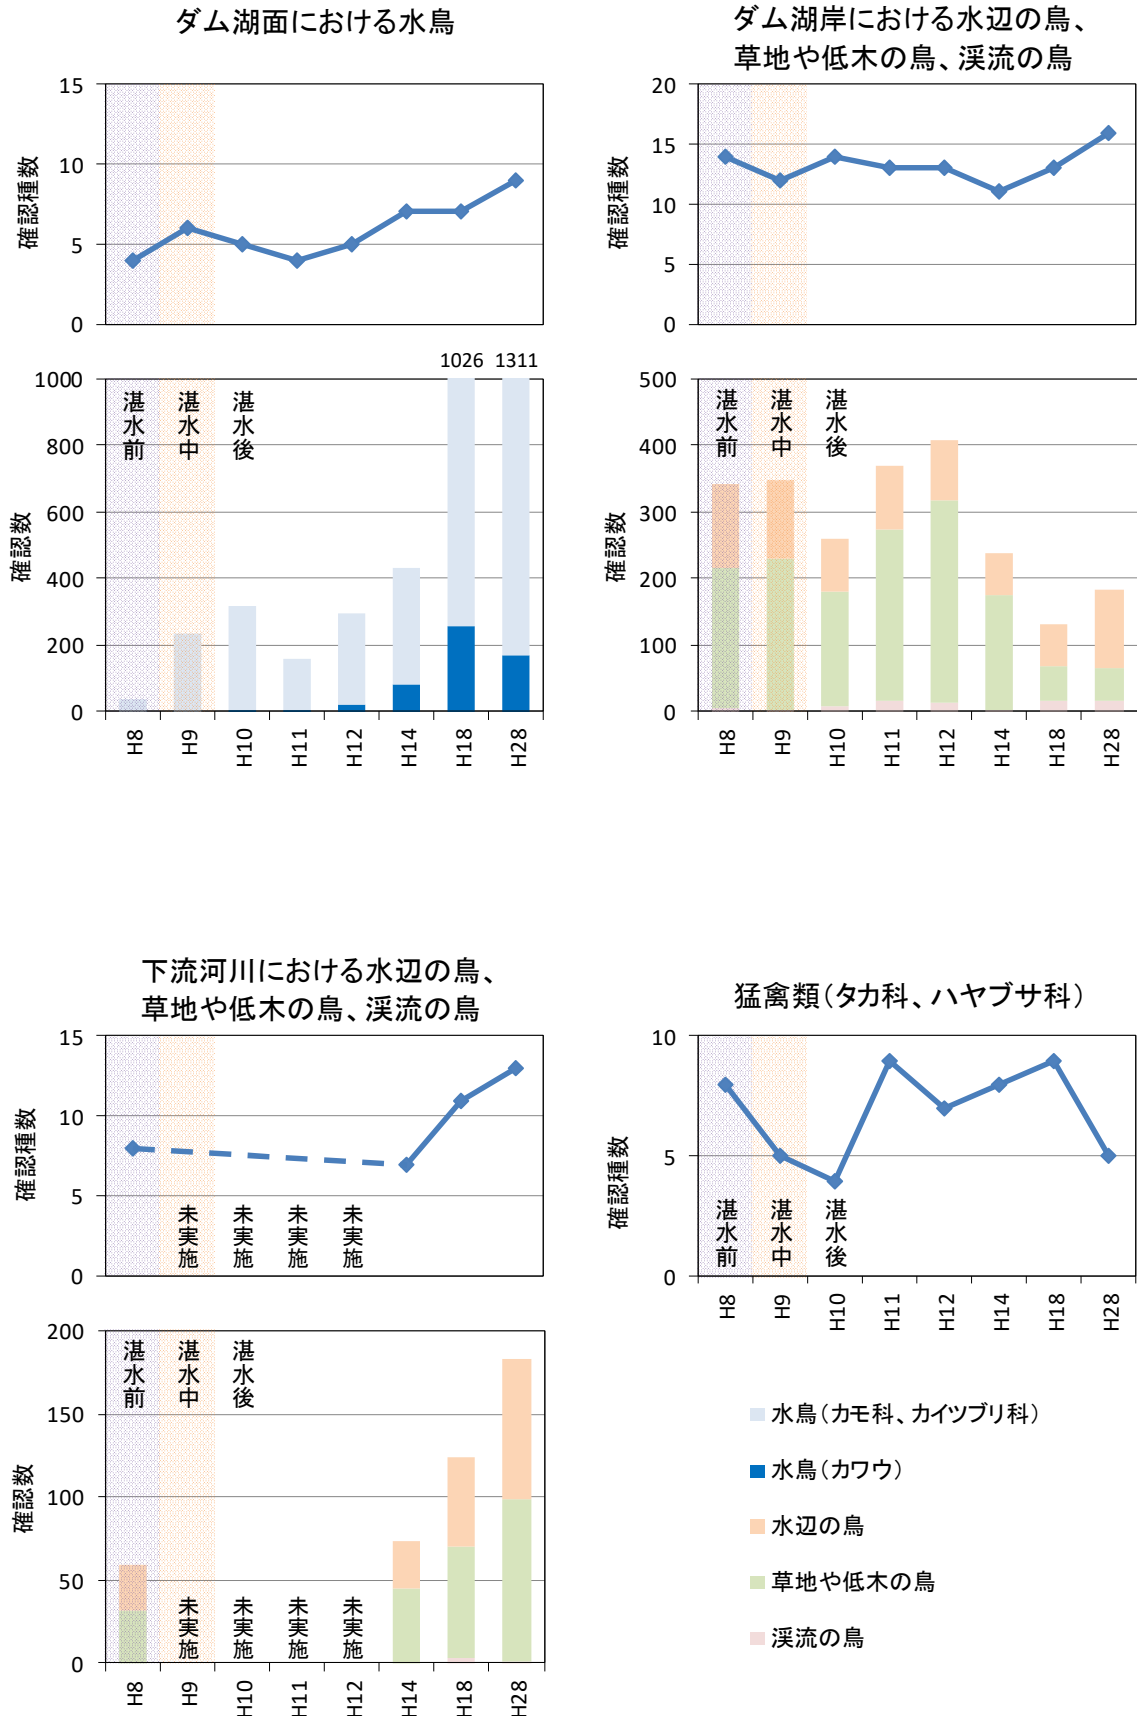 ダム湖面における水鳥
15
10
5
0
確認種数
1026 1311
1000
800
600
400
200
0
確認数
湛水前
湛水中
湛水後
H8
H9
H10
H11
H12
H14
H18
H28
ダム湖岸における水辺の鳥、
草地や低木の鳥、渓流の鳥
20
15
10
5
0
確認種数
500
400
300
200
100
0
確認数
湛水前
湛水中
湛水後
H8
H9
H10
H11
H12
H14
H18
H28
下流河川における水辺の鳥、
草地や低木の鳥、渓流の鳥
15
10
5
0
確認種数
未実施
未実施
未実施
未実施
200
150
100
50
0
確認数
湛水前
湛水中
湛水後
未実施
未実施
未実施
未実施
H8
H9
H10
H11
H12
H14
H18
H28
猛禽類（タカ科、ハヤブサ科）
10
5
0
確認種数
湛水前
湛水中
湛水後
H8
H9
H10
H11
H12
H14
H18
H28
水鳥（カモ科、カイツブリ科）
水鳥（カワウ）
水辺の鳥
草地や低木の鳥
渓流の鳥